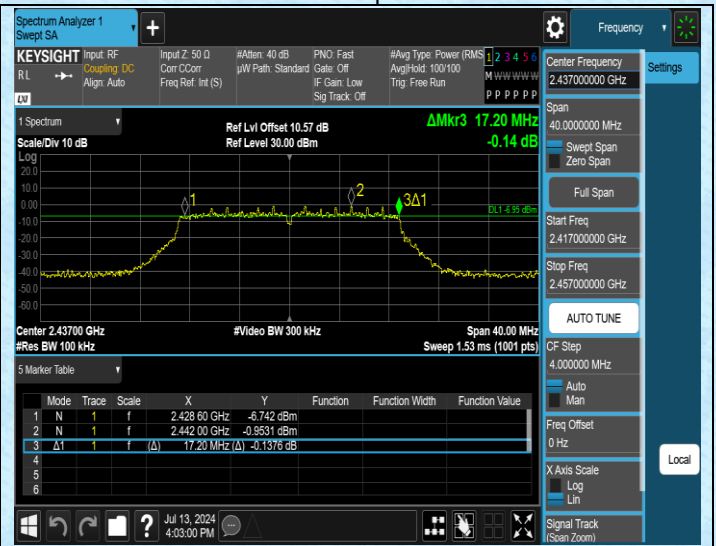 Spectrum Analyzer 1
Swept SA
+
Frequency
KEYSIGHT
RL
LXI
Input: RF
Coupling: DC
Align: Auto
Input Z: 50 Ω
Corr CCorr
Freq Ref: Int (S)
#Atten: 40 dB
µW Path: Standard
PNO: Fast
Gate: Off
IF Gain: Low
Sig Track: Off
#Avg Type: Power (RMS
Avg|Hold: 100/100
Trig: Free Run
1 2 3 4 5 6
M W W W W W
P P P P P P
1 Spectrum
Scale/Div 10 dB
Ref Lvl Offset 10.57 dB
Ref Level 30.00 dBm
ΔMkr3 17.20 MHz
-0.14 dB
Log
20.0
10.0
0.00
-10.0
-20.0
-30.0
-40.0
-50.0
-60.0
1
2
3Δ1
DL1 -6.95 dBm
Center 2.43700 GHz
#Res BW 100 kHz
#Video BW 300 kHz
Span 40.00 MHz
Sweep 1.53 ms (1001 pts)
5 Marker Table
Mode Trace Scale X Y Function Function Width Function Value
1 N 1 f 2.428 60 GHz -6.742 dBm
2 N 1 f 2.442 00 GHz -0.9531 dBm
3 Δ1 1 f (Δ) 17.20 MHz (Δ) -0.1376 dB
4
5
6
?
Jul 13, 2024
4:03:00 PM
Center Frequency
2.437000000 GHz
Span
40.0000000 MHz
Swept Span
Zero Span
Full Span
Start Freq
2.417000000 GHz
Stop Freq
2.457000000 GHz
AUTO TUNE
CF Step
4.000000 MHz
Auto
Man
Freq Offset
0 Hz
X Axis Scale
Log
Lin
Signal Track
(Span Zoom)
Settings
Local